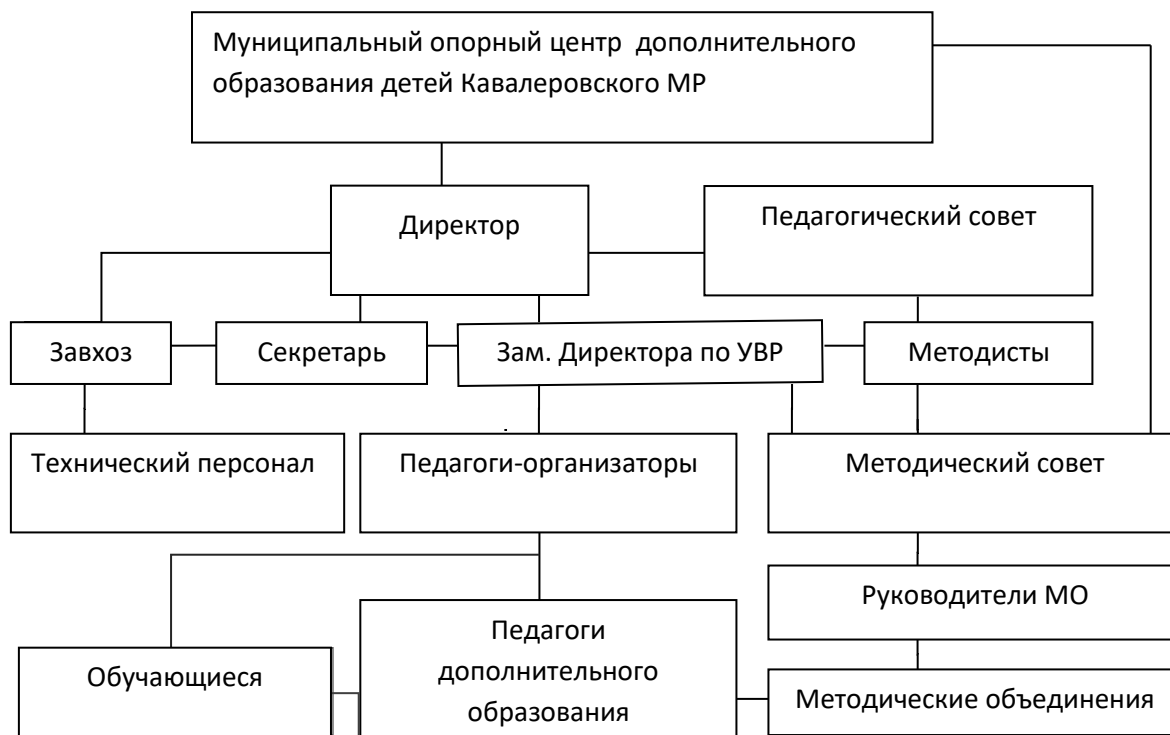 Муниципальный опорный центр дополнительного
образования детей Кавалеровского МР
Директор
Педагогический совет
Завхоз
Секретарь
Зам. Директора по УВР
Методисты
Технический персонал
Педагоги-организаторы
Методический совет
Руководители МО
Обучающиеся
Педагоги
дополнительного
образования
Методические объединения